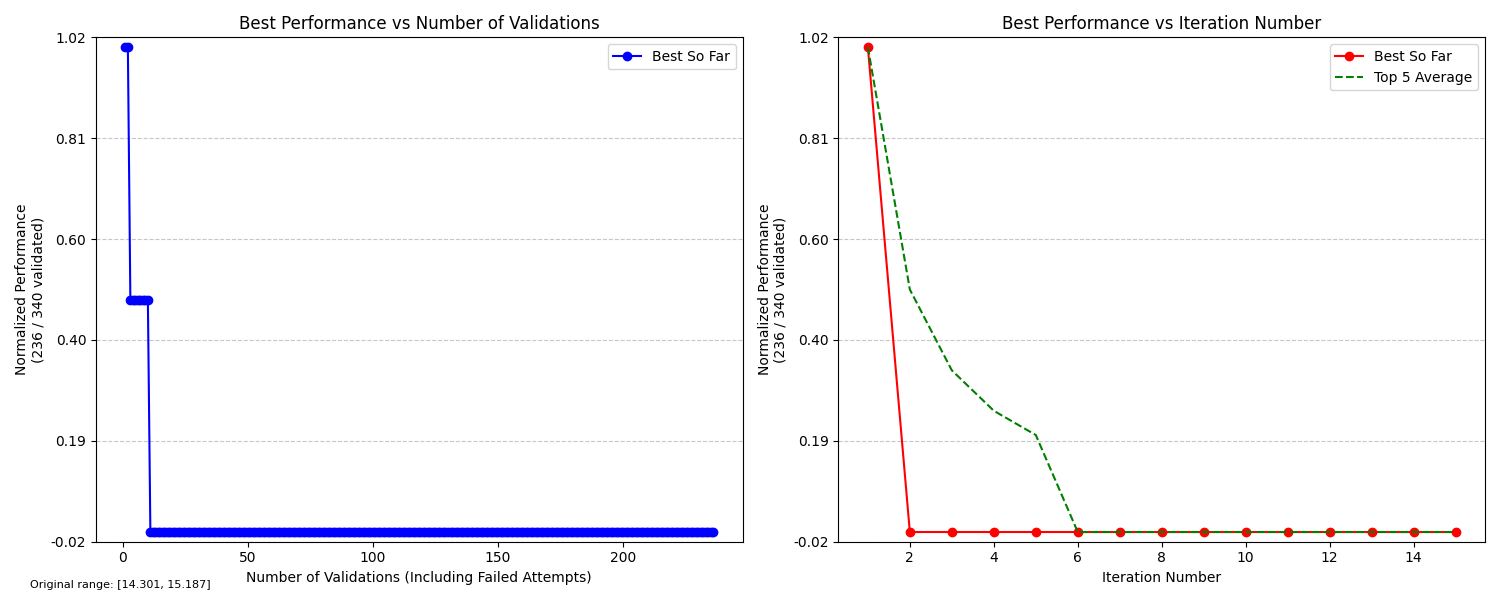 Best Performance vs Number of Validations
1.02
0.81
0.60
0.40
0.19
-0.02
Normalized Performance
(236 / 340 validated)
Best So Far
0
50
100
150
200
Number of Validations (Including Failed Attempts)
Original range: [14.301, 15.187]
Best Performance vs Iteration Number
1.02
0.81
0.60
0.40
0.19
-0.02
Normalized Performance
(236 / 340 validated)
Best So Far
Top 5 Average
2
4
6
8
10
12
14
Iteration Number